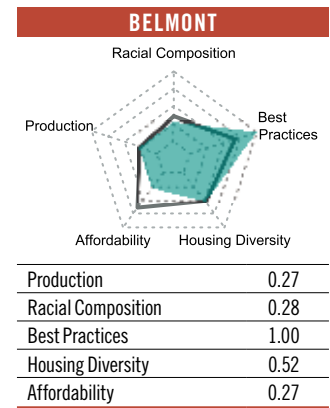 BELMONT
Racial Composition
Best
Practices
Production
Affordability
Housing Diversity
Production 0.27
Racial Composition 0.28
Best Practices 1.00
Housing Diversity 0.52
Affordability 0.27